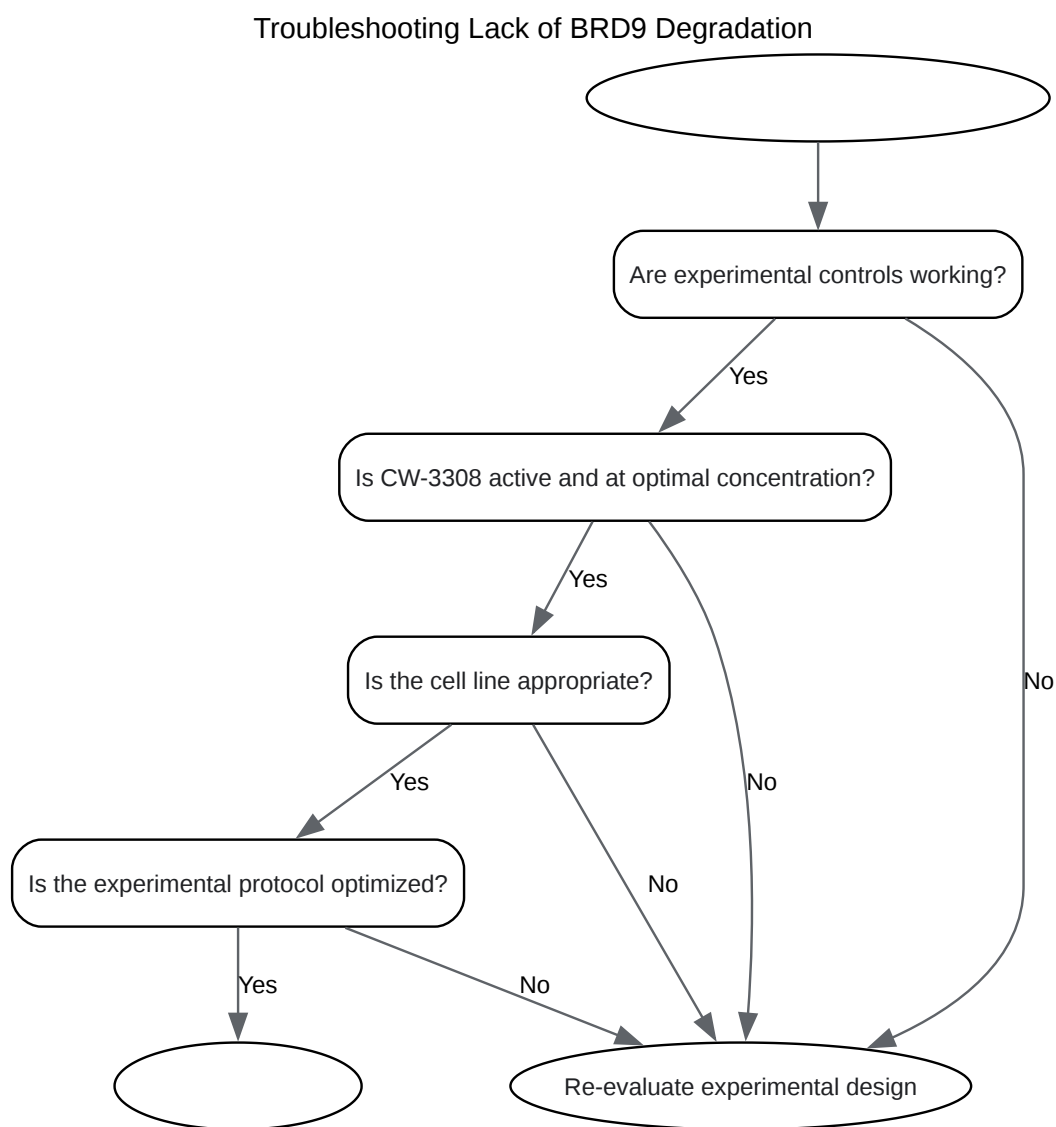 Troubleshooting Lack of BRD9 Degradation
Are experimental controls working?
Yes
Is CW-3308 active and at optimal concentration?
Yes
Is the cell line appropriate?
No
Yes
No
Is the experimental protocol optimized?
No
Yes
No
Re-evaluate experimental design